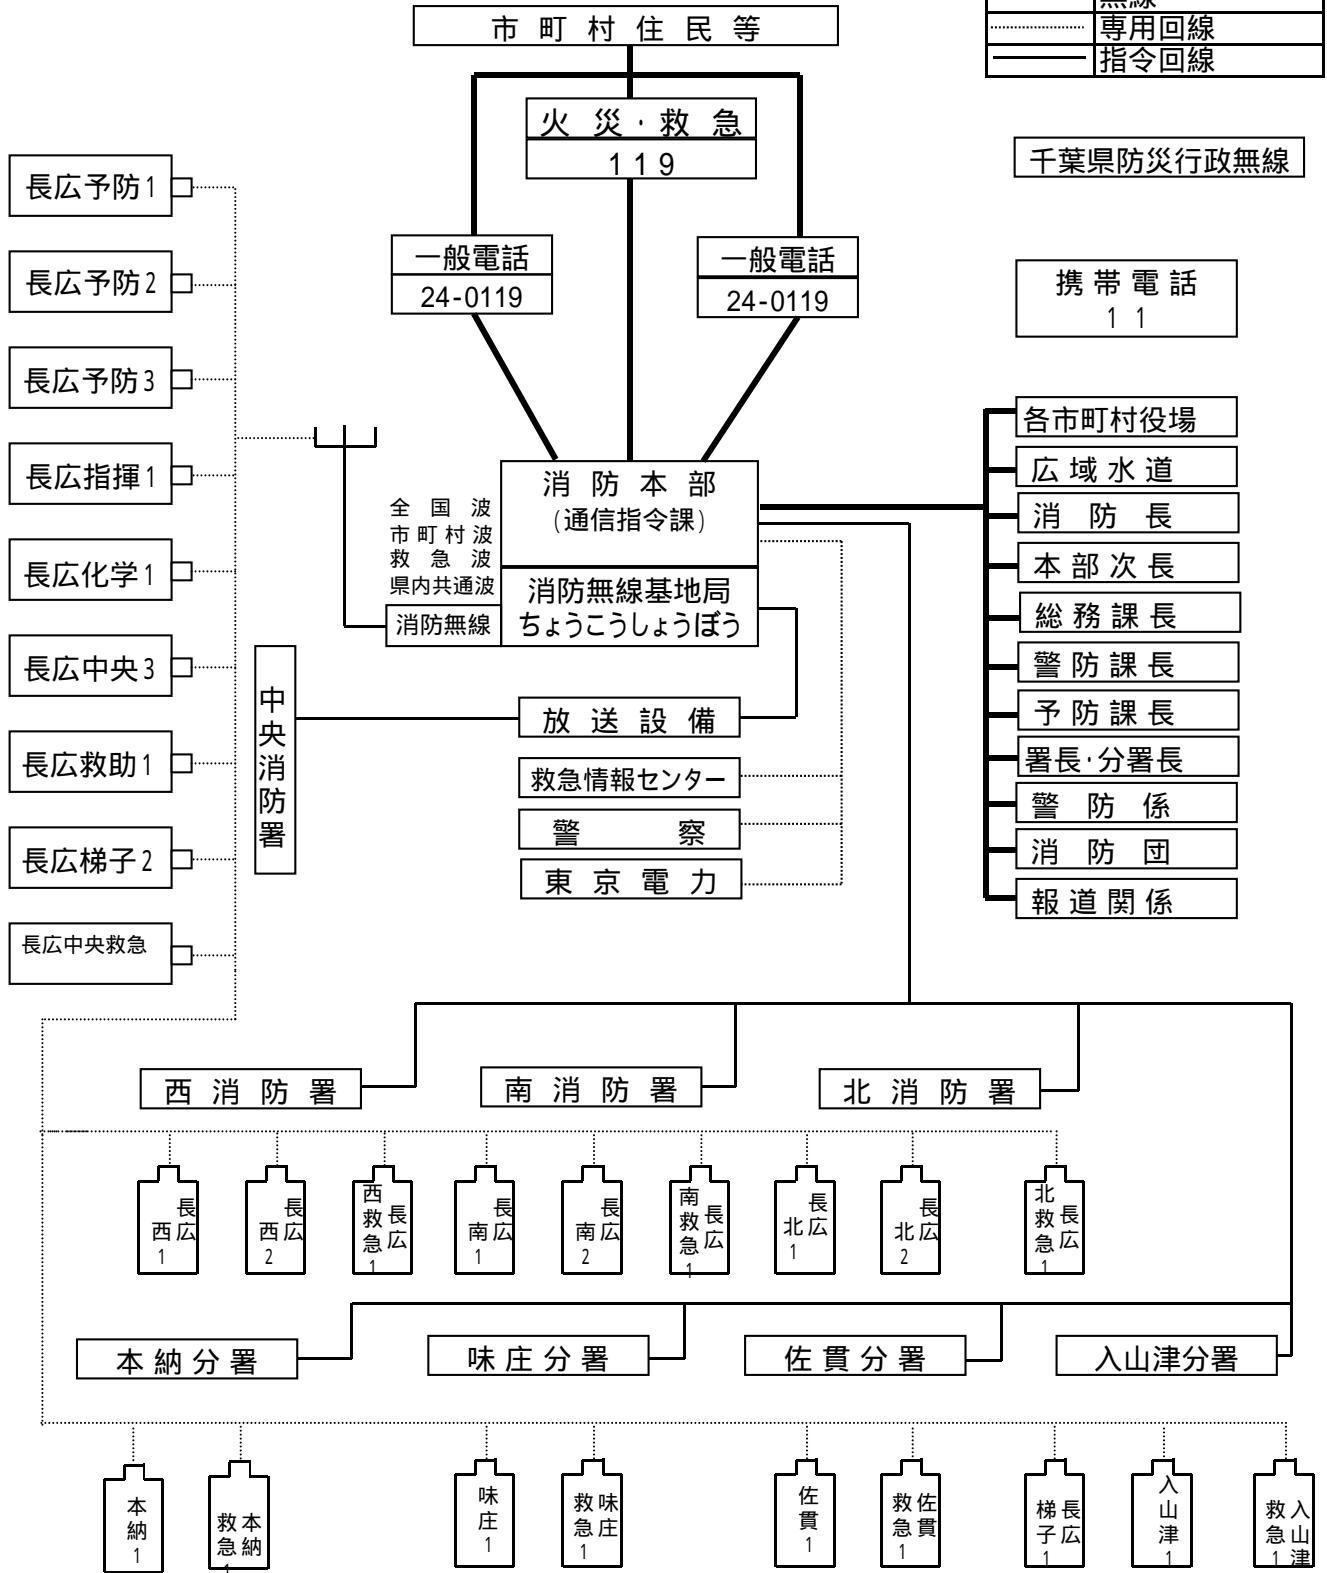 市町村住民等
無線
専用回線
指令回線
火災・救急
119
千葉県防災行政無線
一般電話
24-0119
一般電話
24-0119
携帯電話
11
長広予防1
長広予防2
長広予防3
長広指揮1
長広化学1
長広中央3
長広救助1
長広梯子2
長広中央救急
全国波
市町村波
救急波
県内共通波
消防無線
消防本部
(通信指令課)
消防無線基地局
ちょうこうしょうぼう
中央消防署
放送設備
救急情報センター
警察
東京電力
各市町村役場
広域水道
消防長
本部次長
総務課長
警防課長
予防課長
署長・分署長
警防係
消防団
報道関係
西消防署
南消防署
北消防署
長広
西1
長広
西2
長広
西救急1
長広
南1
長広
南2
長広
南救急1
長広
北1
長広
北2
長広
北救急1
本納分署
味庄分署
佐貫分署
入山津分署
本納1
本納
救急1
味庄1
味庄
救急1
佐貫1
佐貫
救急1
長広
梯子1
入山津1
入山津
救急1